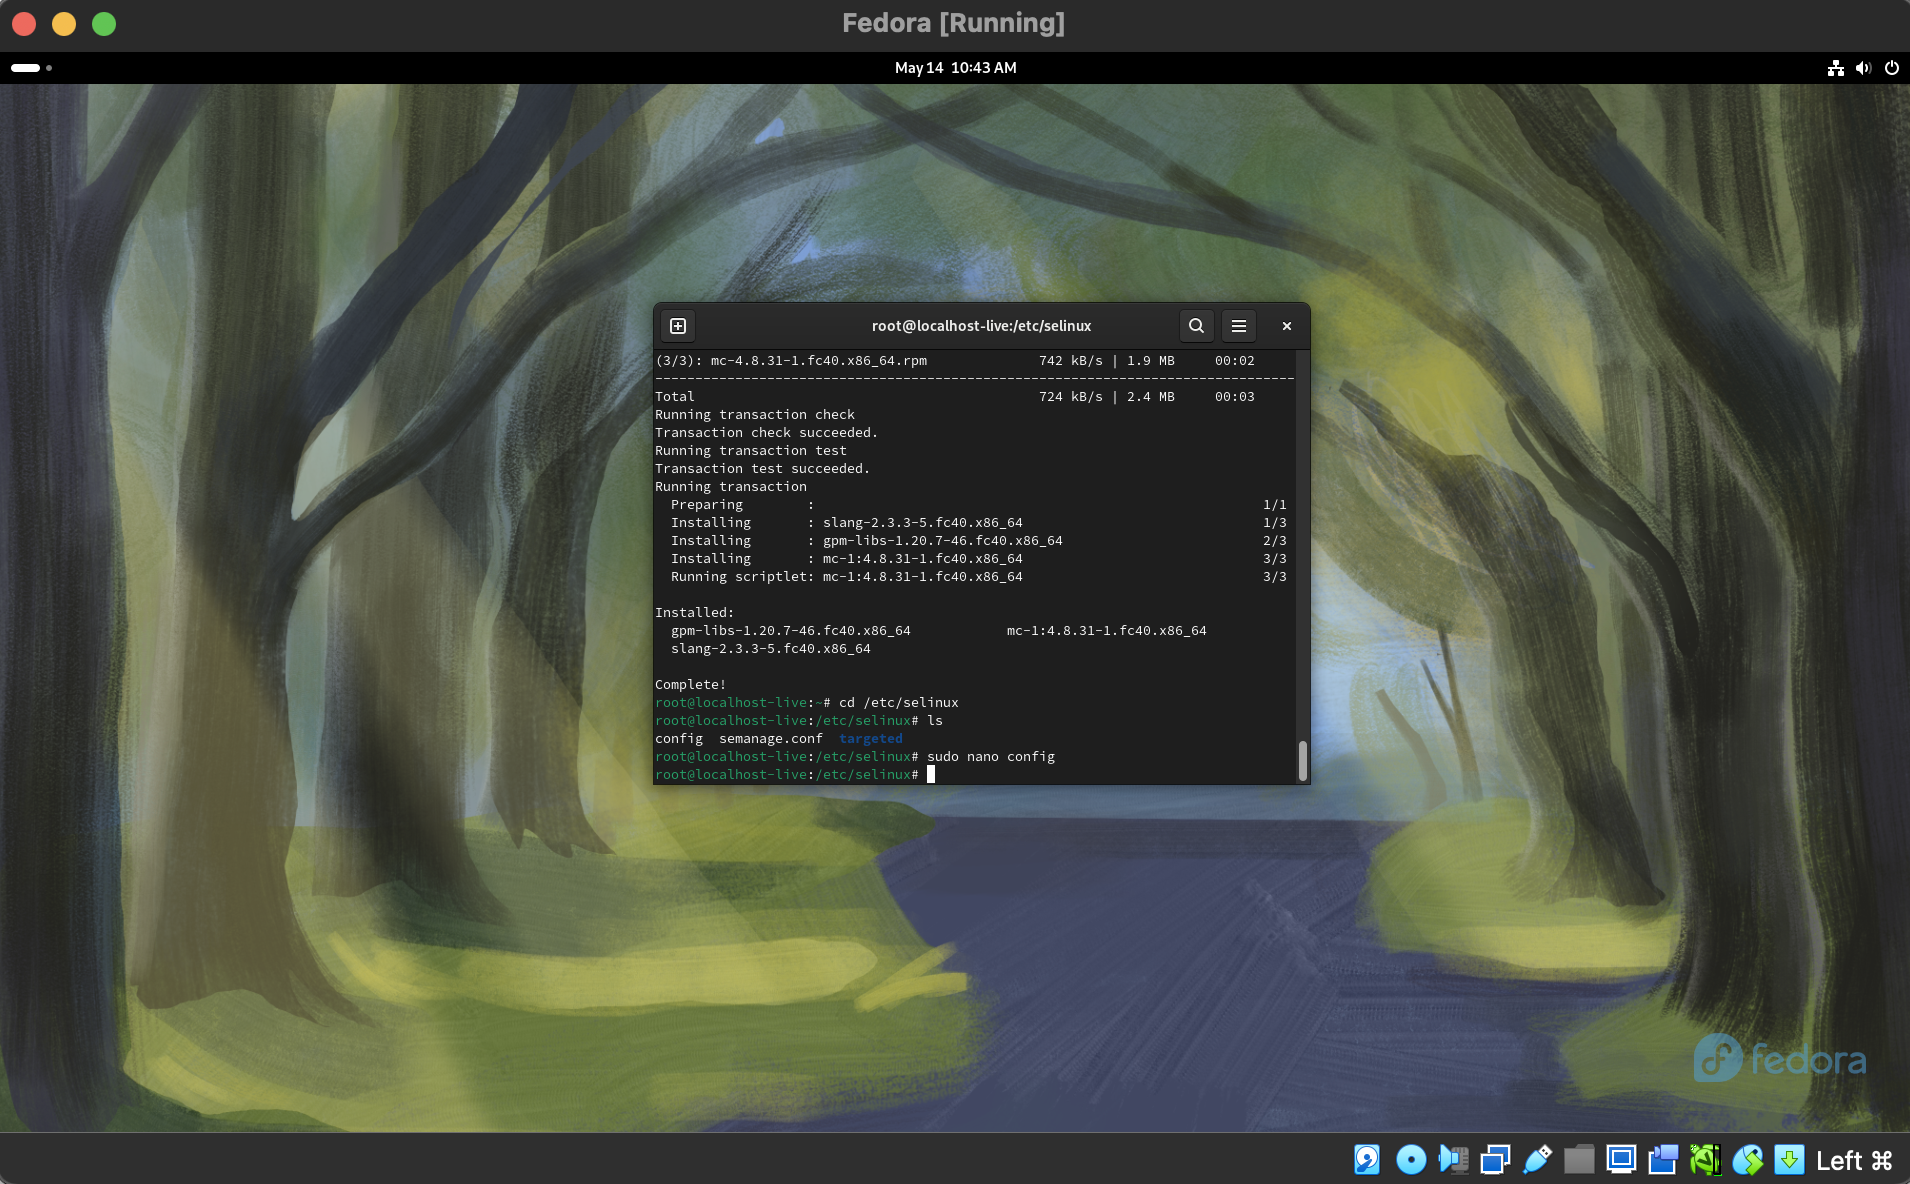 Fedora [Running]
May 14 10:43 AM
root@localhost-live:/etc/selinux
(3/3): mc-4.8.31-1.fc40.x86_64.rpm 742 kB/s | 1.9 MB 00:02
--------------------------------------------------------------------------------
Total 724 kB/s | 2.4 MB 00:03
Running transaction check
Transaction check succeeded.
Running transaction test
Transaction test succeeded.
Running transaction
Preparing : 1/1
Installing : slang-2.3.3-5.fc40.x86_64 1/3
Installing : gpm-libs-1.20.7-46.fc40.x86_64 2/3
Installing : mc-1:4.8.31-1.fc40.x86_64 3/3
Running scriptlet: mc-1:4.8.31-1.fc40.x86_64 3/3
Installed:
gpm-libs-1.20.7-46.fc40.x86_64 mc-1:4.8.31-1.fc40.x86_64
slang-2.3.3-5.fc40.x86_64
Complete!
root@localhost-live:~# cd /etc/selinux
root@localhost-live:/etc/selinux# ls
config semanage.conf targeted
root@localhost-live:/etc/selinux# sudo nano config
root@localhost-live:/etc/selinux#
fedora
Left ⌘